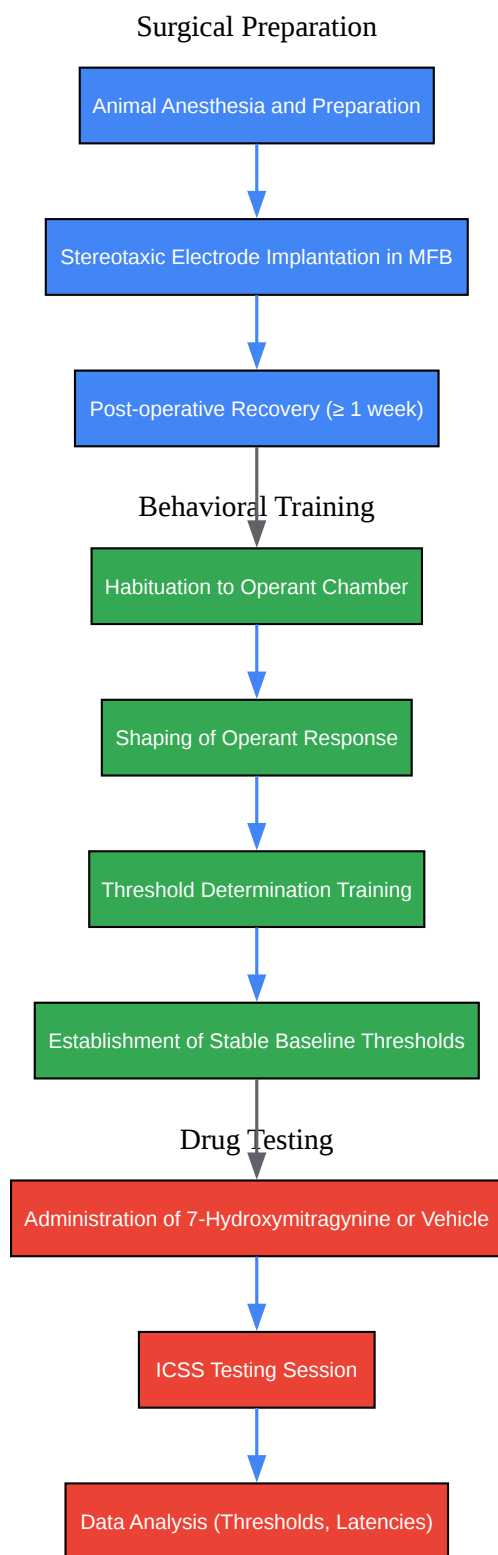 Surgical Preparation
Animal Anesthesia and Preparation
Stereotaxic Electrode Implantation in MFB
Post-operative Recovery (≥ 1 week)
Behavioral Training
Habituation to Operant Chamber
Shaping of Operant Response
Threshold Determination Training
Establishment of Stable Baseline Thresholds
Drug Testing
Administration of 7-Hydroxymitragynine or Vehicle
ICSS Testing Session
Data Analysis (Thresholds, Latencies)